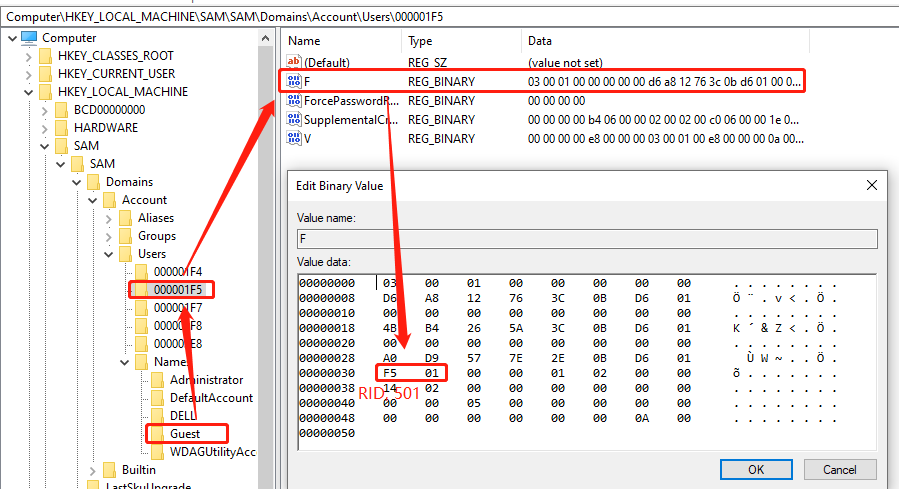 Computer\HKEY_LOCAL_MACHINE\SAM\SAM\Domains\Account\Users\000001F5
Computer
HKEY_CLASSES_ROOT
HKEY_CURRENT_USER
HKEY_LOCAL_MACHINE
BCD00000000
HARDWARE
SAM
SAM
Domains
Account
Aliases
Groups
Users
000001F4
000001F5
000001F7
F8
E8
Names
Administrator
DefaultAccount
DELL
Guest
WDAGUtilityAcc
Builtin
LastSkuUpgrade
Name Type Data
ab (Default) REG_SZ (value not set)
F REG_BINARY 03 00 01 00 00 00 00 00 d6 a8 12 76 3c 0b d6 01 00 0...
ForcePasswordR... REG_BINARY 00 00 00 00
SupplementalCr... REG_BINARY 00 00 00 00 b4 06 00 00 02 00 02 00 c0 06 00 00 1e 0...
V REG_BINARY 00 00 00 00 e8 00 00 00 03 00 01 00 e8 00 00 00 0a 00...
Edit Binary Value
Value name:
F
Value data:
00000000 03 00 01 00 00 00 00 00 . . . . . . . .
00000008 D6 A8 12 76 3C 0B D6 01 Ö ¨ . v < . Ö .
00000010 00 00 00 00 00 00 00 00 . . . . . . . .
00000018 4B B4 26 5A 3C 0B D6 01 K ´ & Z < . Ö .
00000020 00 00 00 00 00 00 00 00 . . . . . . . .
00000028 A0 D9 57 7E 2E 0B D6 01 Ù W ~ . . Ö .
00000030 F5 01 00 00 01 02 00 00 õ . . . . . . .
00000038 14 02 00 00 00 00 00 00 . . . . . . . .
RID: 501
00000040 00 00 05 00 00 00 00 00 . . . . . . . .
00000048 00 00 00 00 00 00 0A 00 . . . . . . . .
00000050
OK Cancel